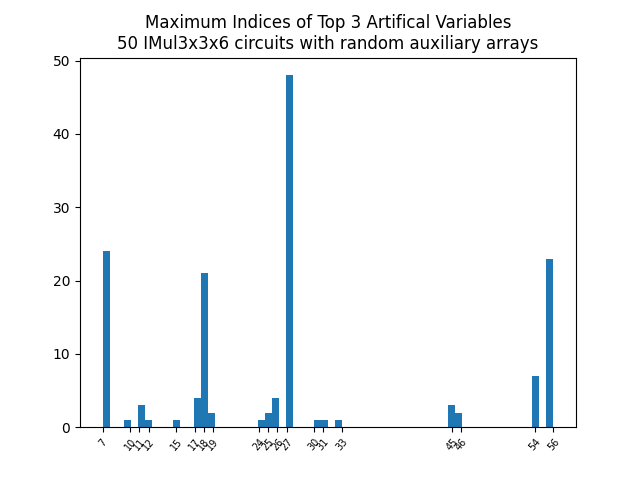 Maximum Indices of Top 3 Artifical Variables
50 IMul3x3x6 circuits with random auxiliary arrays
50
40
30
20
10
0
7 10 11 12 15 17 18 19 24 25 26 27 30 31 33 45 46 54 56